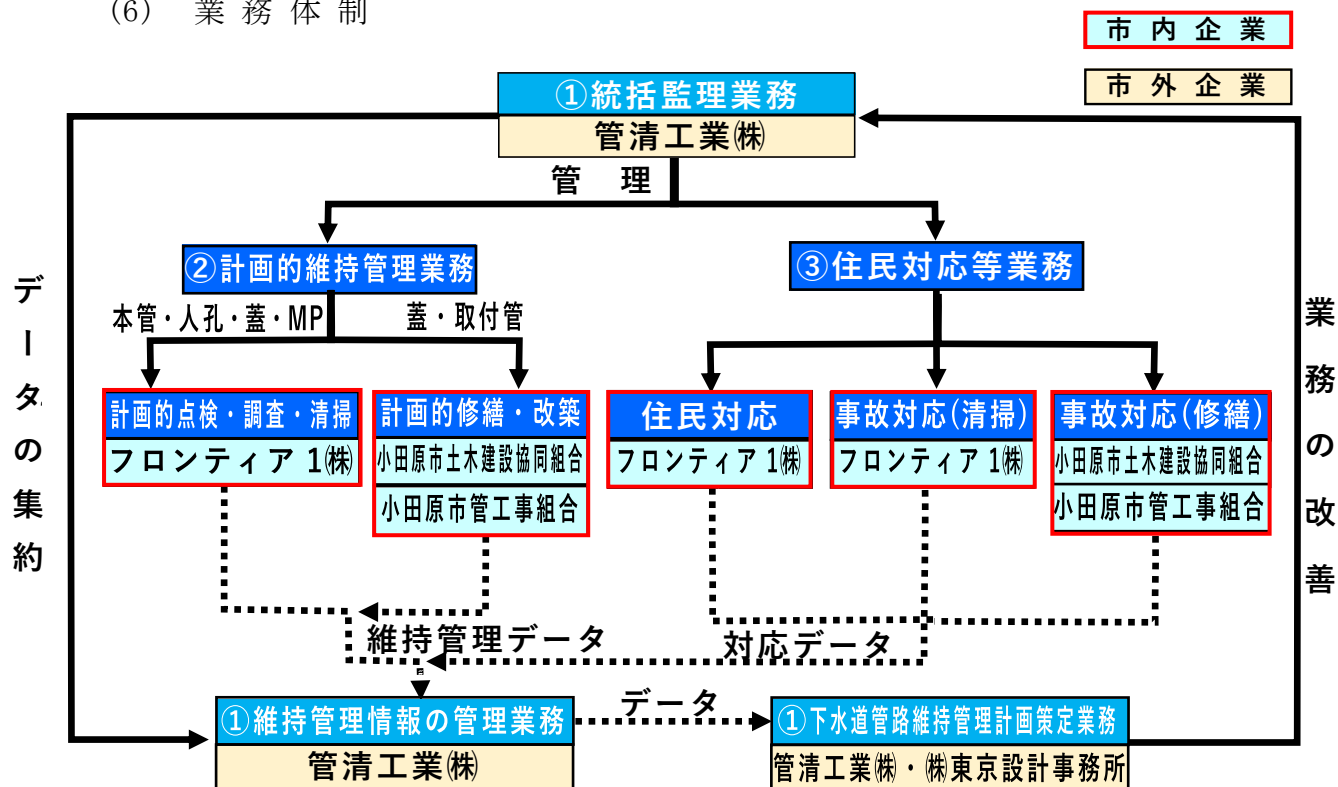 (6) 業務体制
市内企業
市外企業
①統括監理業務
管清工業㈱
管理
②計画的維持管理業務
③住民対応等業務
本管・人孔・蓋・MP
蓋・取付管
計画的点検・調査・清掃
フロンティア1㈱
計画的修繕・改築
小田原市土木建設協同組合
小田原市管工事組合
住民対応
フロンティア1㈱
事故対応(清掃)
フロンティア1㈱
事故対応(修繕)
小田原市土木建設協同組合
小田原市管工事組合
データの集約
業務の改善
維持管理データ
対応データ
①維持管理情報の管理業務
管清工業㈱
データ
①下水道管路維持管理計画策定業務
管清工業㈱・㈱東京設計事務所